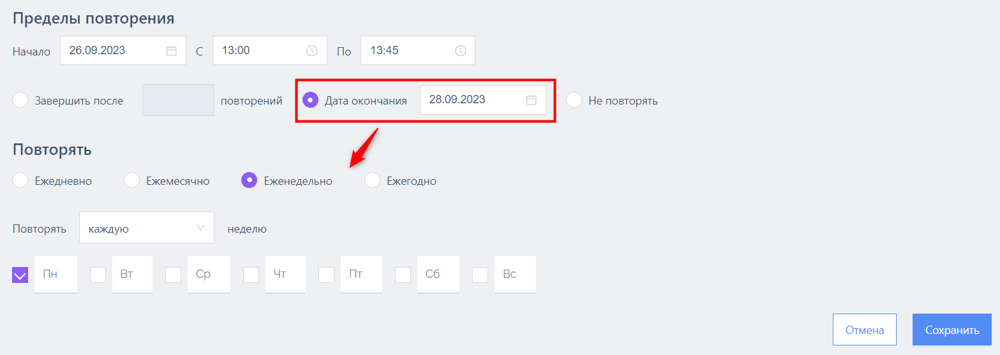 Пределы повторения
Начало 26.09.2023 С 13:00 По 13:45
Завершить после повторений Дата окончания 28.09.2023 Не повторять
Повторять
Ежедневно Ежемесячно Еженедельно Ежегодно
Повторять каждую неделю
Пн Вт Ср Чт Пт Сб Вс
Отмена Сохранить